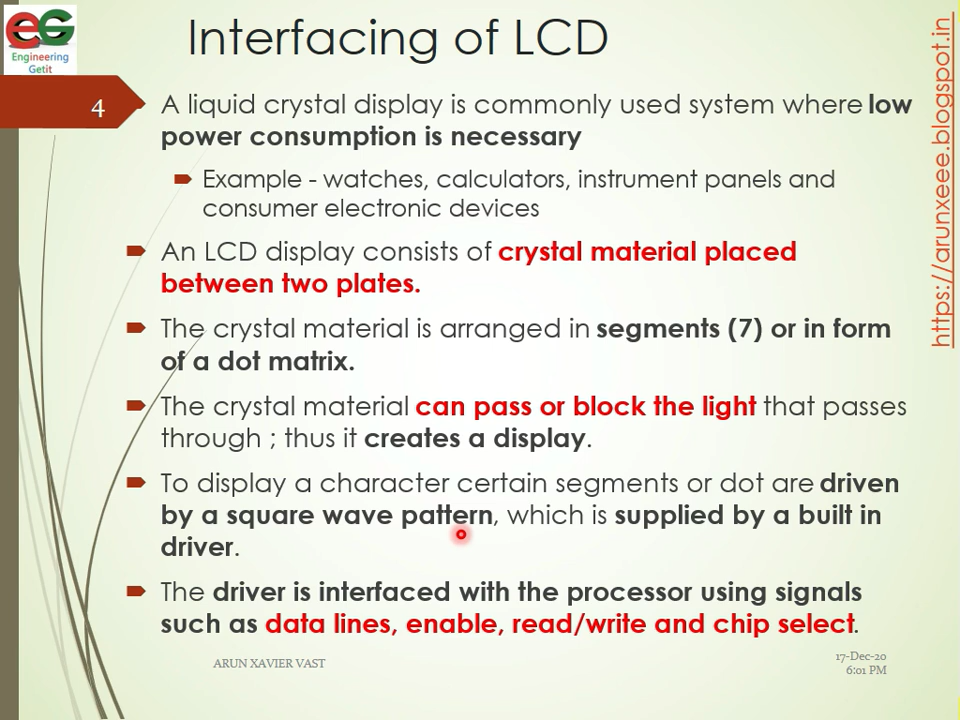 Interfacing of LCD
EG
Engineering
Getit
4
A liquid crystal display is commonly used system where low
power consumption is necessary
Example - watches, calculators, instrument panels and
consumer electronic devices
An LCD display consists of crystal material placed
between two plates.
The crystal material is arranged in segments (7) or in form
of a dot matrix.
The crystal material can pass or block the light that passes
through ; thus it creates a display.
To display a character certain segments or dot are driven
by a square wave pattern, which is supplied by a built in
driver.
The driver is interfaced with the processor using signals
such as data lines, enable, read/write and chip select.
ARUN XAVIER VAST
17-Dec-20
6:01 PM
https://arunxeee.blogspot.in